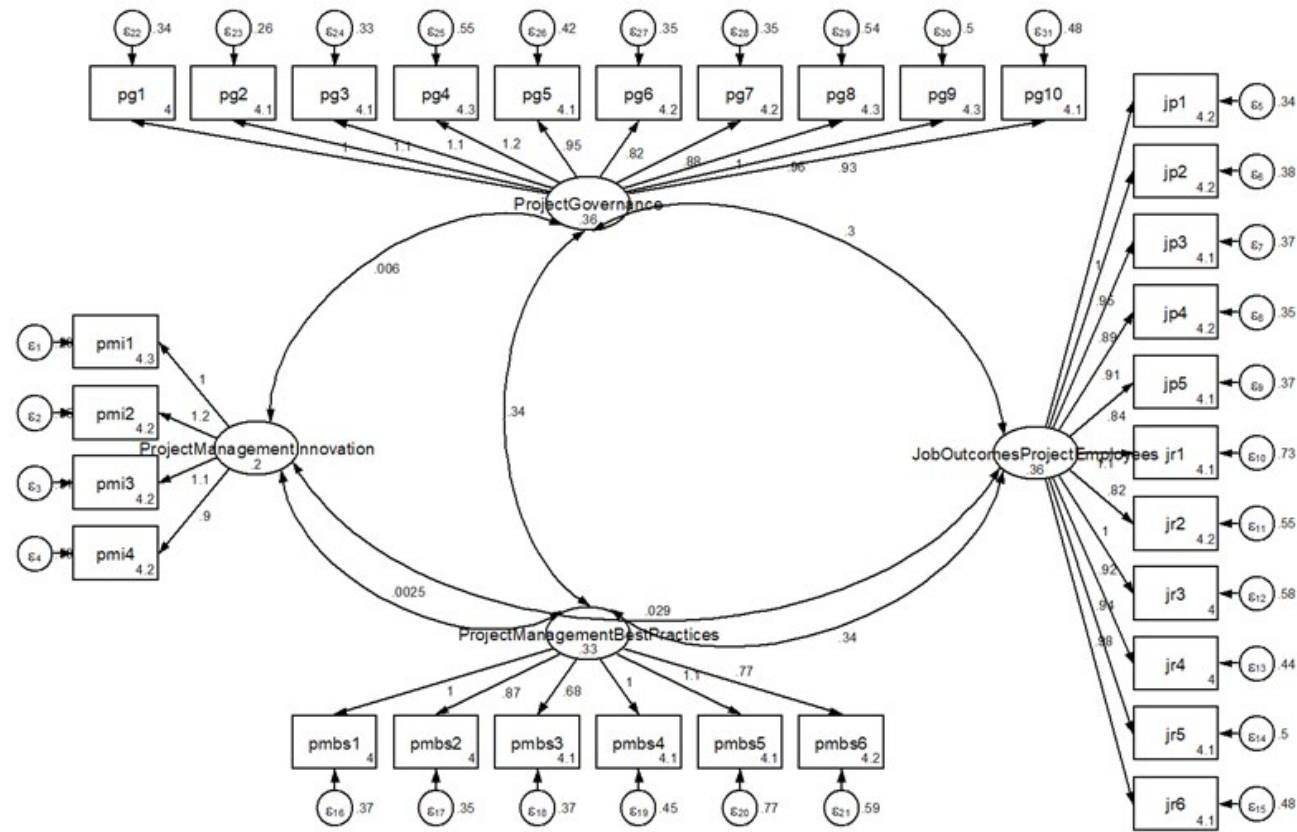 ε22 .34 ε23 .26 ε24 .33 ε25 .55 ε26 .42 ε27 .35 ε28 .35 ε29 .54 ε30 .5 ε31 .48
pg1 4 pg2 4.1 pg3 4.1 pg4 4.3 pg5 4.1 pg6 4.2 pg7 4.2 pg8 4.3 pg9 4.3 pg10 4.1
1 1.1 1.1 1.2 .95 .82 .88 1 .96 .93
ProjectGovernance
.36
.006
.3
.34
jp1 4.2 ε5 .34
jp2 4.2 ε6 .38
jp3 4.1 ε7 .37
jp4 4.2 ε8 .35
jp5 4.1 ε9 .37
jr1 4.1 ε10 .73
jr2 4.2 ε11 .55
jr3 4 ε12 .58
jr4 4 ε13 .44
jr5 4.1 ε14 .5
jr6 4.1 ε15 .48
1
.95
.89
.91
.84
1.1
.82
1
.92
.94
.98
JobOutcomesProjectEmployees
.36
ε1 pmi1 4.3
ε2 pmi2 4.2
ε3 pmi3 4.2
ε4 pmi4 4.2
1
1.2
1.1
.9
ProjectManagementInnovation
.2
.0025
.029
.34
ProjectManagementBestPractices
.33
1 .87 .68 1 1.1 .77
pmbs1 4 pmbs2 4 pmbs3 4.1 pmbs4 4.1 pmbs5 4.1 pmbs6 4.2
ε16 .37 ε17 .35 ε18 .37 ε19 .45 ε20 .77 ε21 .59